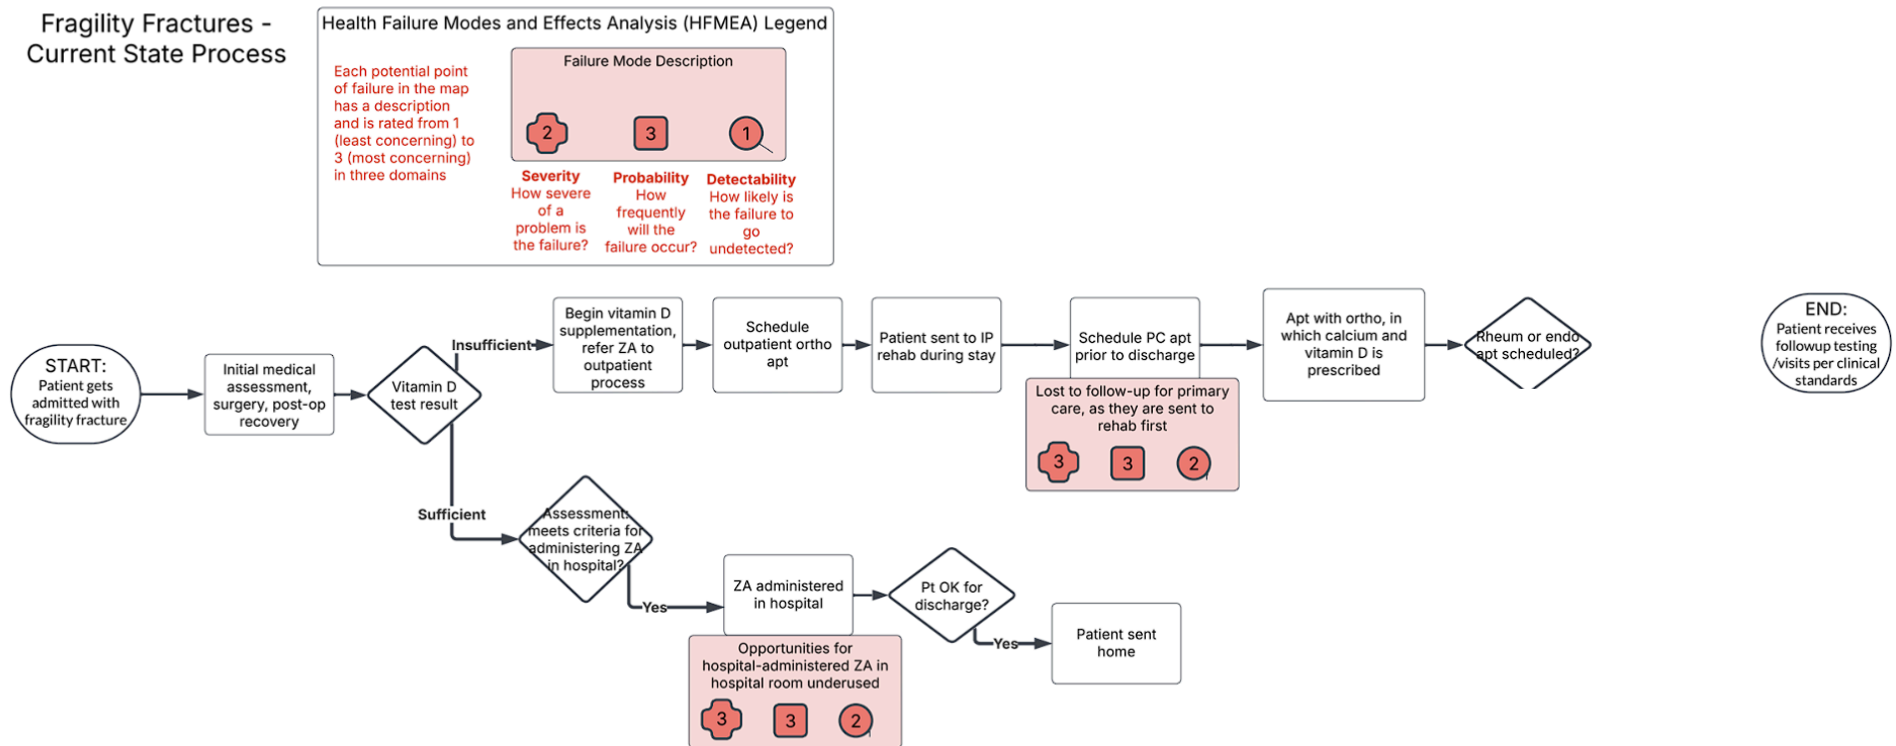 Fragility Fractures -
Current State Process
Health Failure Modes and Effects Analysis (HFMEA) Legend
Each potential point
of failure in the map
has a description
and is rated from 1
(least concerning) to
3 (most concerning)
in three domains
Failure Mode Description
2
3
1
Severity
How severe
of a
problem is
the failure?
Probability
How
frequently
will the
failure occur?
Detectability
How likely is
the failure to
go
undetected?
START:
Patient gets
admitted with
fragility fracture
Initial medical
assessment,
surgery, post-op
recovery
Vitamin D
test result
Insufficient
Begin vitamin D
supplementation,
refer ZA to
outpatient
process
Schedule
outpatient ortho
apt
Patient sent to IP
rehab during stay
Schedule PC apt
prior to discharge
Lost to follow-up for primary
care, as they are sent to
rehab first
3
3
2
Apt with ortho, in
which calcium and
vitamin D is
prescribed
Rheum or endo
apt scheduled?
END:
Patient receives
followup testing
/visits per clinical
standards
Sufficient
Assessment:
meets criteria for
administering ZA
in hospital?
Yes
ZA administered
in hospital
Opportunities for
hospital-administered ZA in
hospital room underused
3
3
2
Pt OK for
discharge?
Yes
Patient sent
home